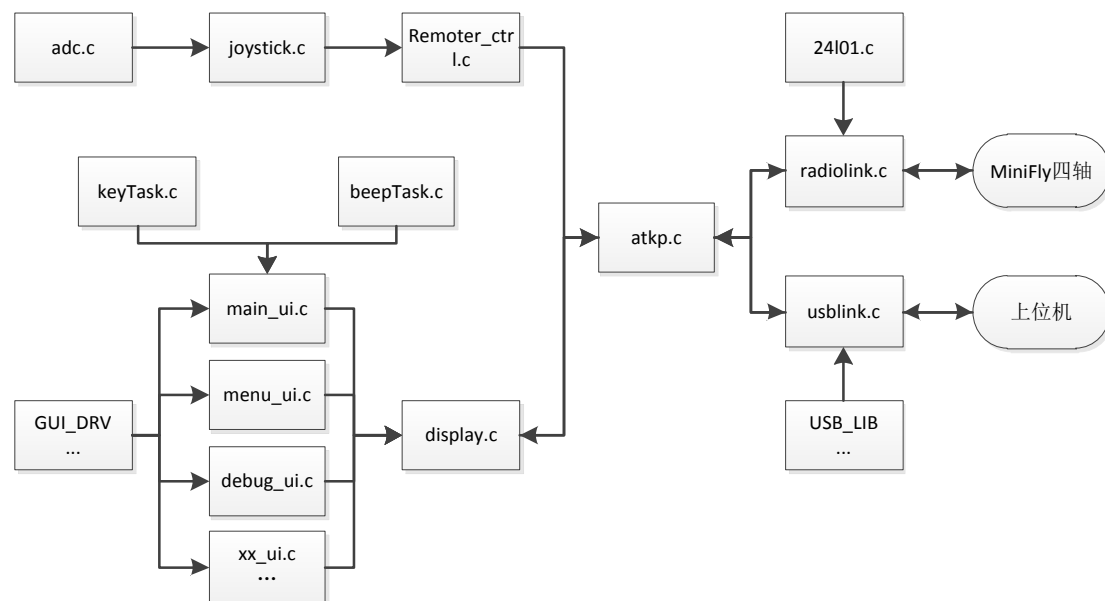 adc.c
joystick.c
Remoter_ctr
l.c
24l01.c
keyTask.c
beepTask.c
radiolink.c
MiniFly四轴
atkp.c
main_ui.c
usblink.c
上位机
menu_ui.c
GUI_DRV
...
display.c
USB_LIB
...
debug_ui.c
xx_ui.c
...